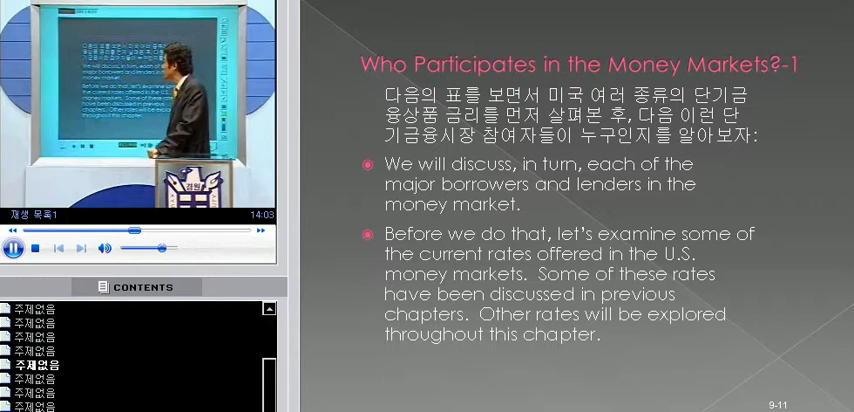 재생 목록1
14:03
CONTENTS
주제없음
주제없음
주제없음
주제없음
주제없음
주제없음
주제없음
주제없음
Who Participates in the Money Markets?-1
다음의 표를 보면서 미국 여러 종류의 단기금
융상품 금리를 먼저 살펴본 후, 다음 이런 단
기금융시장 참여자들이 누구인지를 알아보자:
We will discuss, in turn, each of the
major borrowers and lenders in the
money market.
Before we do that, let's examine some of
the current rates offered in the U.S.
money markets. Some of these rates
have been discussed in previous
chapters. Other rates will be explored
throughout this chapter.
9-11